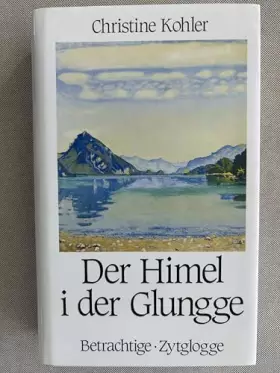 Christine Kohler
Der Himel
i der Glungge
Betrachtige · Zytglogge